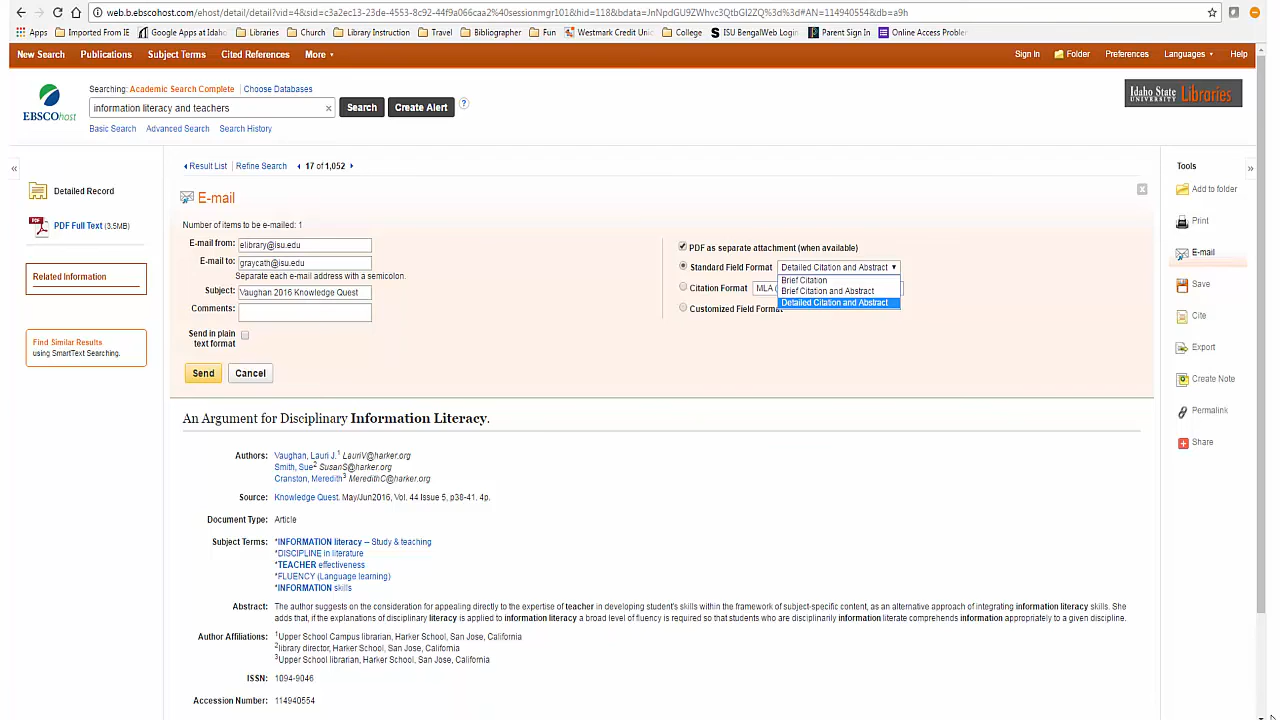 web.b.ebscohost.com/ehost/detail/detail?vid=4&sid=c3a2ec13-23de-4553-8c92-44f9a066caa2%40sessionmgr101&hid=118&bdata=JnNpdGU9ZWhvc3QtbGl2ZQ%3d%3d#AN=114940554&db=a9h
Apps Imported From IE Google Apps at Idaho Libraries Church Library Instruction Travel Bibliographer Fun Westmark Credit Uni College ISU BengalWeb Login Parent Sign In Online Access Proble
New Search Publications Subject Terms Cited References More Sign In Folder Preferences Languages Help
Searching: Academic Search Complete Choose Databases
information literacy and teachers × Search Create Alert ?
EBSCOhost
Basic Search Advanced Search Search History
Idaho State UNIVERSITY Libraries
« Result List Refine Search 17 of 1,052 Tools »
Detailed Record
PDF Full Text (3.5MB)
Related Information
Find Similar Results
using SmartText Searching.
E-mail
Number of items to be e-mailed: 1
E-mail from: elibrary@isu.edu
E-mail to: graycath@isu.edu
Separate each e-mail address with a semicolon.
Subject: Vaughan 2016 Knowledge Quest
Comments:
Send in plain
text format
Send Cancel
PDF as separate attachment (when available)
Standard Field Format Detailed Citation and Abstract
Brief Citation
Brief Citation and Abstract
Detailed Citation and Abstract
Citation Format MLA (
Customized Field Format
Add to folder
Print
E-mail
Save
Cite
Export
Create Note
Permalink
Share
An Argument for Disciplinary Information Literacy.
Authors: Vaughan, Lauri J.1 LauriV@harker.org
Smith, Sue2 SusanS@harker.org
Cranston, Meredith3 MeredithC@harker.org
Source: Knowledge Quest. May/Jun2016, Vol. 44 Issue 5, p38-41. 4p.
Document Type: Article
Subject Terms: *INFORMATION literacy -- Study & teaching
*DISCIPLINE in literature
*TEACHER effectiveness
*FLUENCY (Language learning)
*INFORMATION skills
Abstract: The author suggests on the consideration for appealing directly to the expertise of teacher in developing student's skills within the framework of subject-specific content, as an alternative approach of integrating information literacy skills. She
adds that, if the explanations of disciplinary literacy is applied to information literacy a broad level of fluency is required so that students who are disciplinarily information literate comprehends information appropriately to a given discipline.
Author Affiliations: 1Upper School Campus librarian, Harker School, San Jose, California
2library director, Harker School, San Jose, California
3Upper School librarian, Harker School, San Jose, California
ISSN: 1094-9046
Accession Number: 114940554